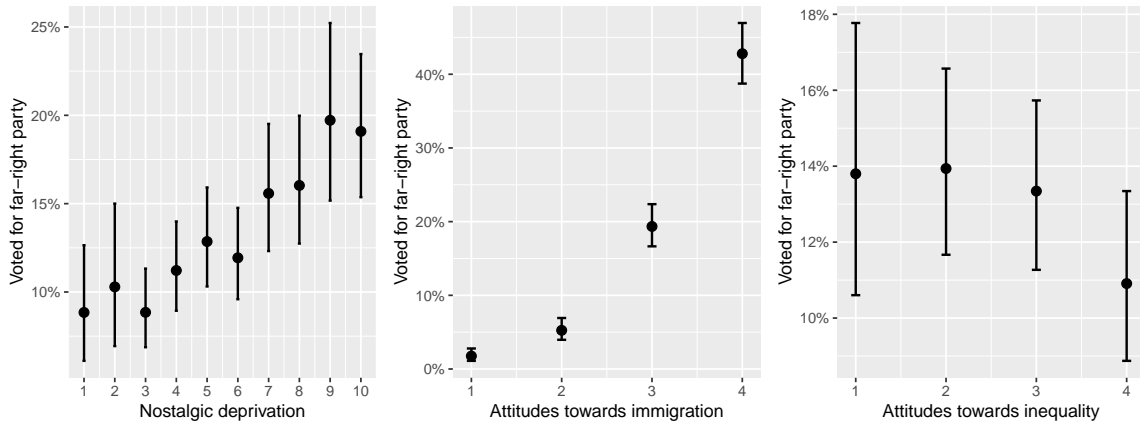 Voted for far−right party
25%
20%
15%
10%
1 2 3 4 5 6 7 8 9 10
Nostalgic deprivation
Voted for far−right party
40%
30%
20%
10%
0%
1 2 3 4
Attitudes towards immigration
Voted for far−right party
18%
16%
14%
12%
10%
1 2 3 4
Attitudes towards inequality